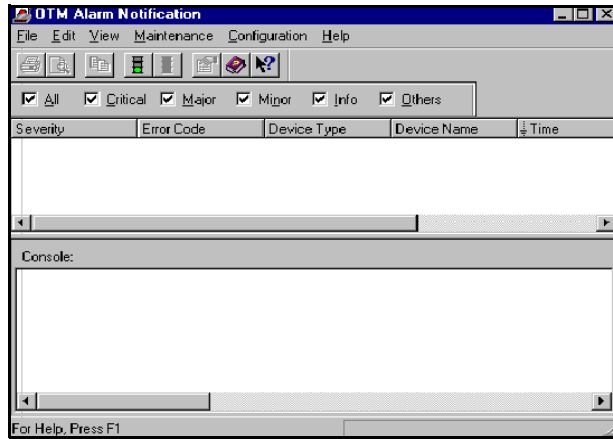 OTM Alarm Notification
File Edit View Maintenance Configuration Help
All Critical Major Minor Info Others
Severity Error Code Device Type Device Name Time
Console:
For Help, Press F1